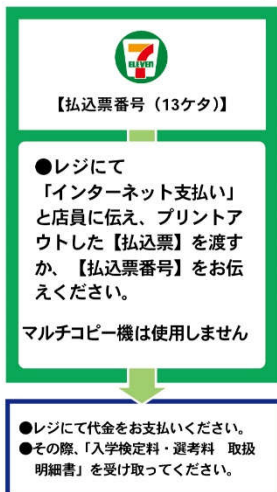 7
ELEVEn
【払込票番号（13ケタ）】
●レジにて
「インターネット支払い」
と店員に伝え、プリントア
ウトした【払込票】を渡す
か、【払込票番号】をお伝
えください。
マルチコピー機は使用しません
●レジにて代金をお支払いください。
●その際、「入学検定料・選考料　取扱
明細書」を受け取ってください。